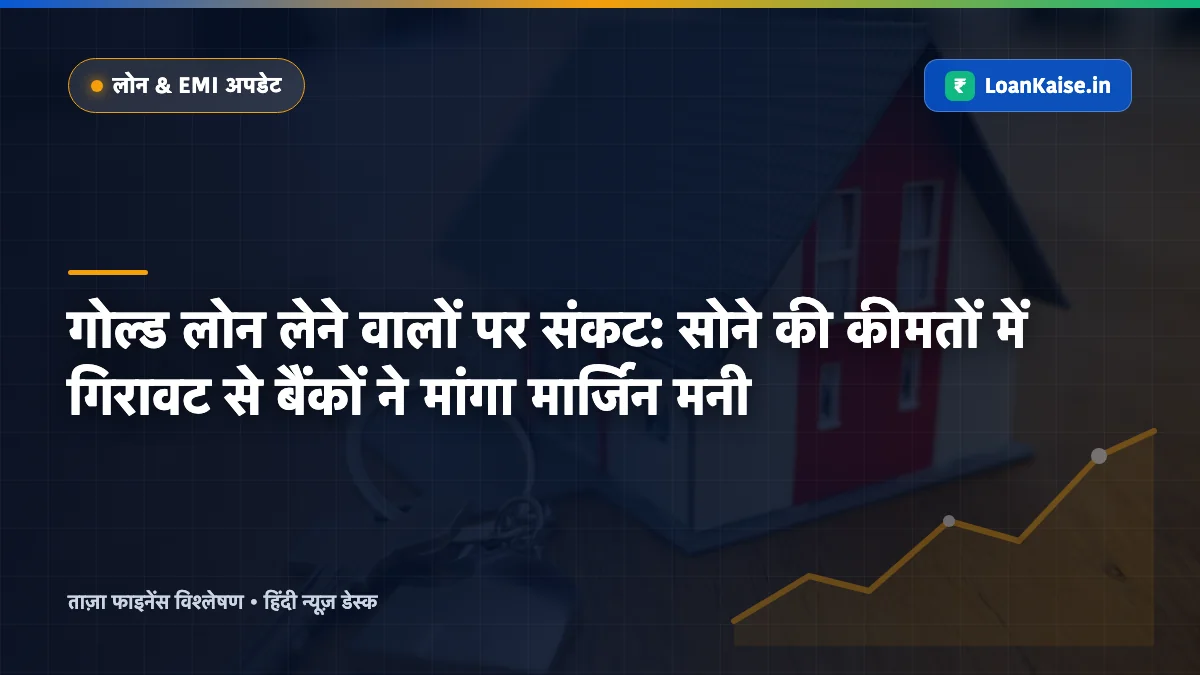 लोन & EMI अपडेट
₹ LoanKaise.in
गोल्ड लोन लेने वालों पर संकट: सोने की कीमतों में
गिरावट से बैंकों ने मांगा मार्जिन मनी
ताज़ा फाइनेंस विश्लेषण • हिंदी न्यूज़ डेस्क